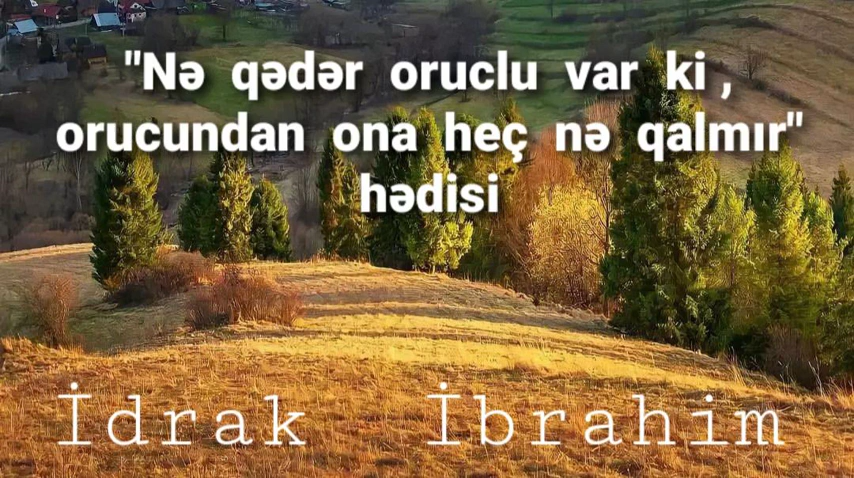 "Nə qədər oruclu var ki ,
orucundan ona heç nə qalmır"
hədisi
İdrak İbrahim